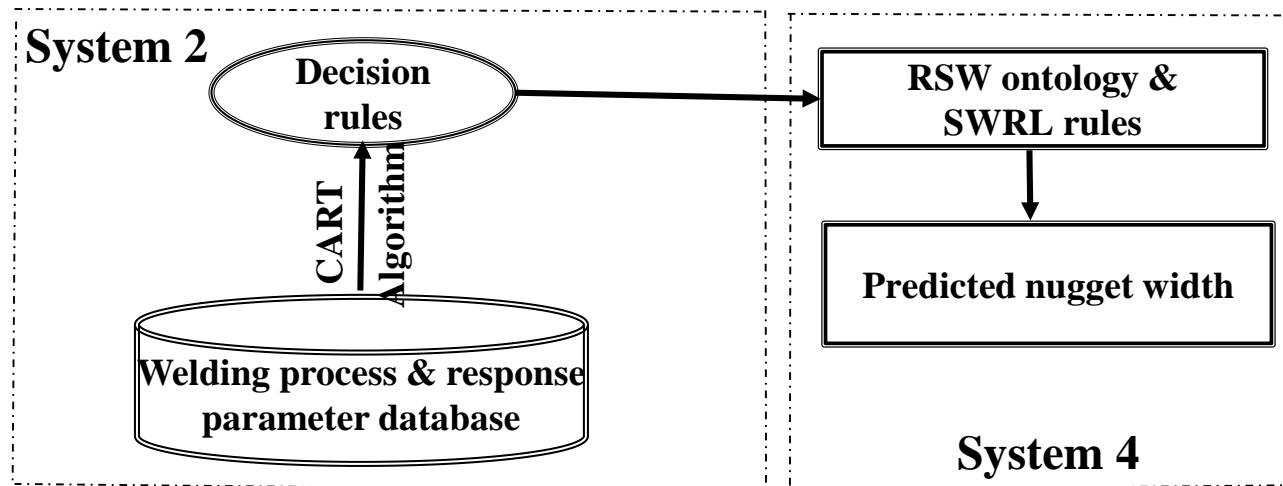 System 2
Decision
rules
CART
Algorithm
Welding process & response
parameter database
RSW ontology &
SWRL rules
Predicted nugget width
System 4